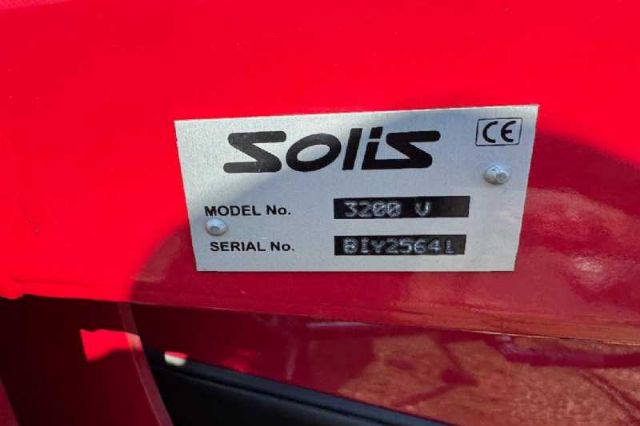 Solis
CE
MODEL No. 3200 V
SERIAL No. BIY2564L